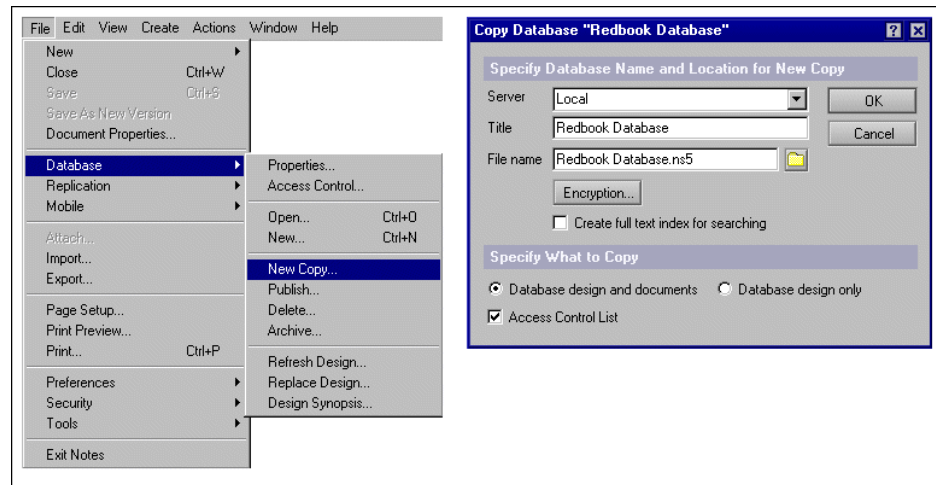 File Edit View Create Actions Window Help
New
Close Ctrl+W
Save Ctrl+S
Save As New Version
Document Properties...
Database
Replication
Mobile
Attach...
Import...
Export...
Page Setup...
Print Preview...
Print... Ctrl+P
Preferences
Security
Tools
Exit Notes
Properties...
Access Control...
Open... Ctrl+O
New... Ctrl+N
New Copy...
Publish...
Delete...
Archive...
Refresh Design...
Replace Design...
Design Synopsis...
Copy Database "Redbook Database"
Specify Database Name and Location for New Copy
Server Local OK
Title Redbook Database Cancel
File name Redbook Database.ns5
Encryption...
Create full text index for searching
Specify What to Copy
Database design and documents Database design only
Access Control List